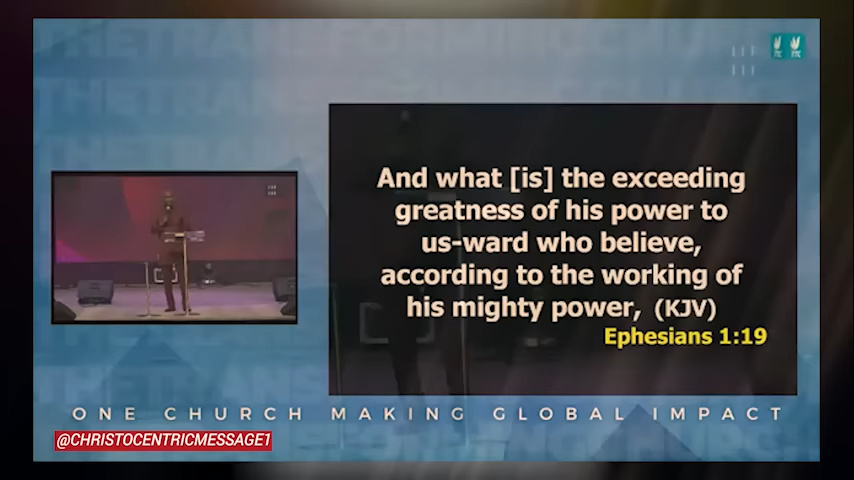 And what [is] the exceeding
greatness of his power to
us-ward who believe,
according to the working of
his mighty power, (KJV)
Ephesians 1:19
ONE CHURCH MAKING GLOBAL IMPACT
@CHRISTOCENTRICMESSAGE1